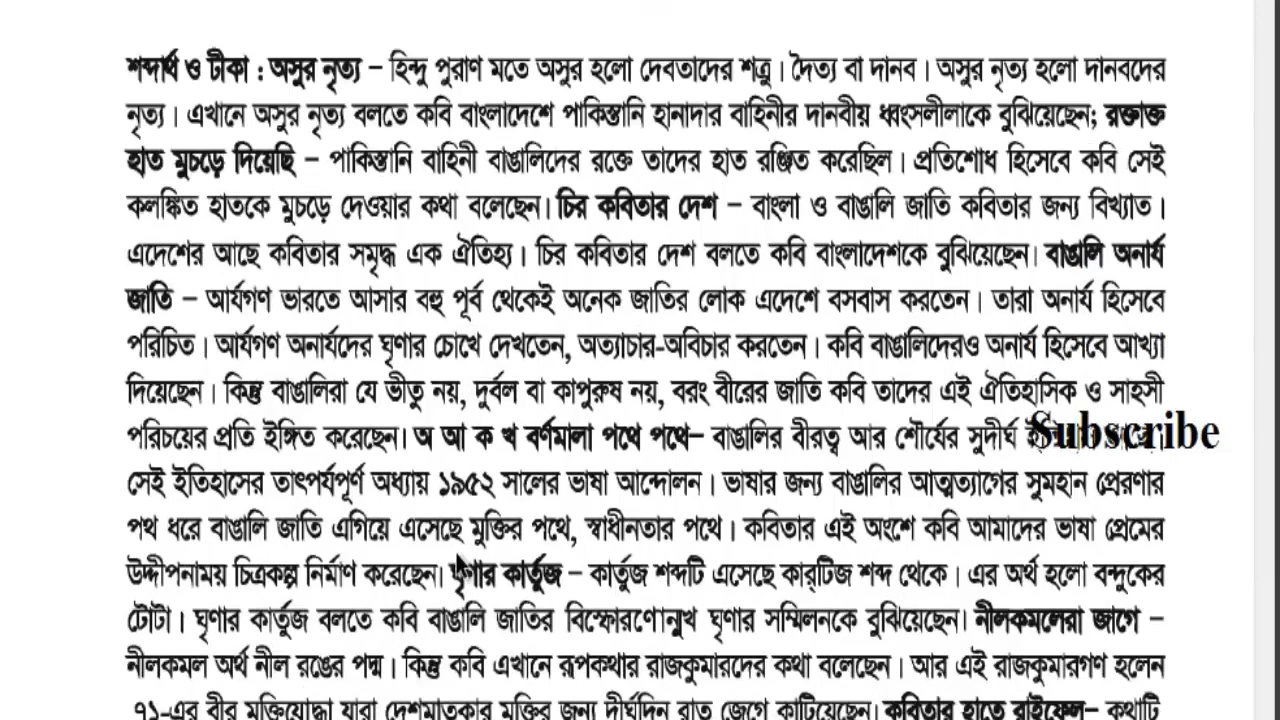 শব্দার্থ ও টীকা : অসুর নৃত্য – হিন্দু পুরাণ মতে অসুর হলো দেবতাদের শত্রু। দৈত্য বা দানব। অসুর নৃত্য হলো দানবদের
নৃত্য। এখানে অসুর নৃত্য বলতে কবি বাংলাদেশে পাকিস্তানি হানাদার বাহিনীর দানবীয় ধ্বংসলীলাকে বুঝিয়েছেন; রক্তাক্ত
হাত মুচড়ে দিয়েছি – পাকিস্তানি বাহিনী বাঙালিদের রক্তে তাদের হাত রঞ্জিত করেছিল। প্রতিশোধ হিসেবে কবি সেই
কলঙ্কিত হাতকে মুচড়ে দেওয়ার কথা বলেছেন। চির কবিতার দেশ – বাংলা ও বাঙালি জাতি কবিতার জন্য বিখ্যাত।
এদেশের আছে কবিতার সমৃদ্ধ এক ঐতিহ্য। চির কবিতার দেশ বলতে কবি বাংলাদেশকে বুঝিয়েছেন। বাঙালি অনার্য
জাতি – আর্যগণ ভারতে আসার বহু পূর্ব থেকেই অনেক জাতির লোক এদেশে বসবাস করতেন। তারা অনার্য হিসেবে
পরিচিত। আর্যগণ অনার্যদের ঘৃণার চোখে দেখতেন, অত্যাচার-অবিচার করতেন। কবি বাঙালিদেরও অনার্য হিসেবে আখ্যা
দিয়েছেন। কিন্তু বাঙালিরা যে ভীতু নয়, দুর্বল বা কাপুরুষ নয়, বরং বীরের জাতি কবি তাদের এই ঐতিহাসিক ও সাহসী
পরিচয়ের প্রতি ইঙ্গিত করেছেন। অ আ ক খ বর্ণমালা পথে পথে– বাঙালির বীরত্ব আর শৌর্যের সুদীর্ঘ Subscribe
সেই ইতিহাসের তাৎপর্যপূর্ণ অধ্যায় ১৯৫২ সালের ভাষা আন্দোলন। ভাষার জন্য বাঙালির আত্মত্যাগের সুমহান প্রেরণার
পথ ধরে বাঙালি জাতি এগিয়ে এসেছে মুক্তির পথে, স্বাধীনতার পথে। কবিতার এই অংশে কবি আমাদের ভাষা প্রেমের
উদ্দীপনাময় চিত্রকল্প নির্মাণ করেছেন। ঘৃণার কার্তুজ – কার্তুজ শব্দটি এসেছে কার্‌টিজ শব্দ থেকে। এর অর্থ হলো বন্দুকের
টোটা। ঘৃণার কার্তুজ বলতে কবি বাঙালি জাতির বিস্ফোরণোন্মুখ ঘৃণার সম্মিলনকে বুঝিয়েছেন। নীলকমলেরা জাগে –
নীলকমল অর্থ নীল রঙের পদ্ম। কিন্তু কবি এখানে রূপকথার রাজকুমারদের কথা বলেছেন। আর এই রাজকুমারগণ হলেন
৭১-এর বীর মুক্তিযোদ্ধা যারা দেশমাতৃকার মুক্তির জন্য দীর্ঘদিন রাত জেগে কাটিয়েছেন। কবিতার হাতে রাইফেল– কথাটি